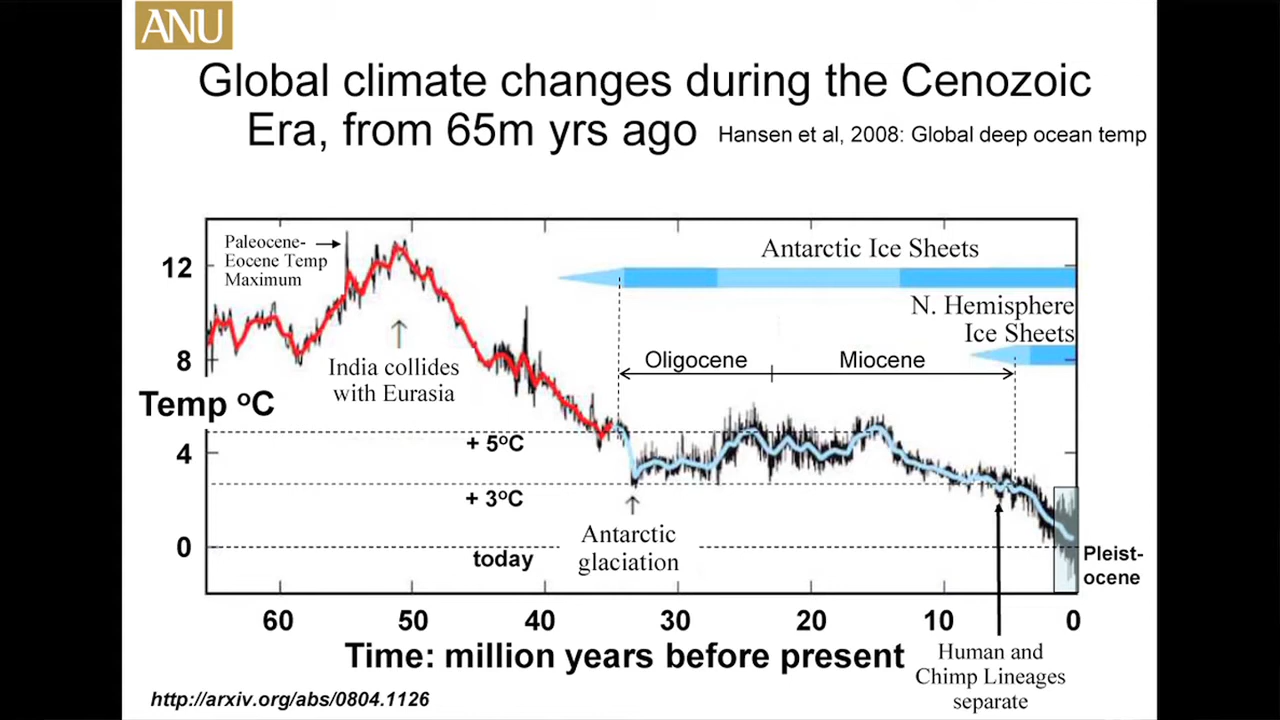 ANU
Global climate changes during the Cenozoic
Era, from 65m yrs ago
Hansen et al, 2008: Global deep ocean temp
Paleocene-
Eocene Temp
Maximum
Antarctic Ice Sheets
N. Hemisphere
Ice Sheets
India collides
with Eurasia
Oligocene
Miocene
12
8
Temp ºC
4
0
+ 5ºC
+ 3ºC
today
Antarctic
glaciation
Pleist-
ocene
60
50
40
30
20
10
0
Time: million years before present
Human and
Chimp Lineages
separate
http://arxiv.org/abs/0804.1126